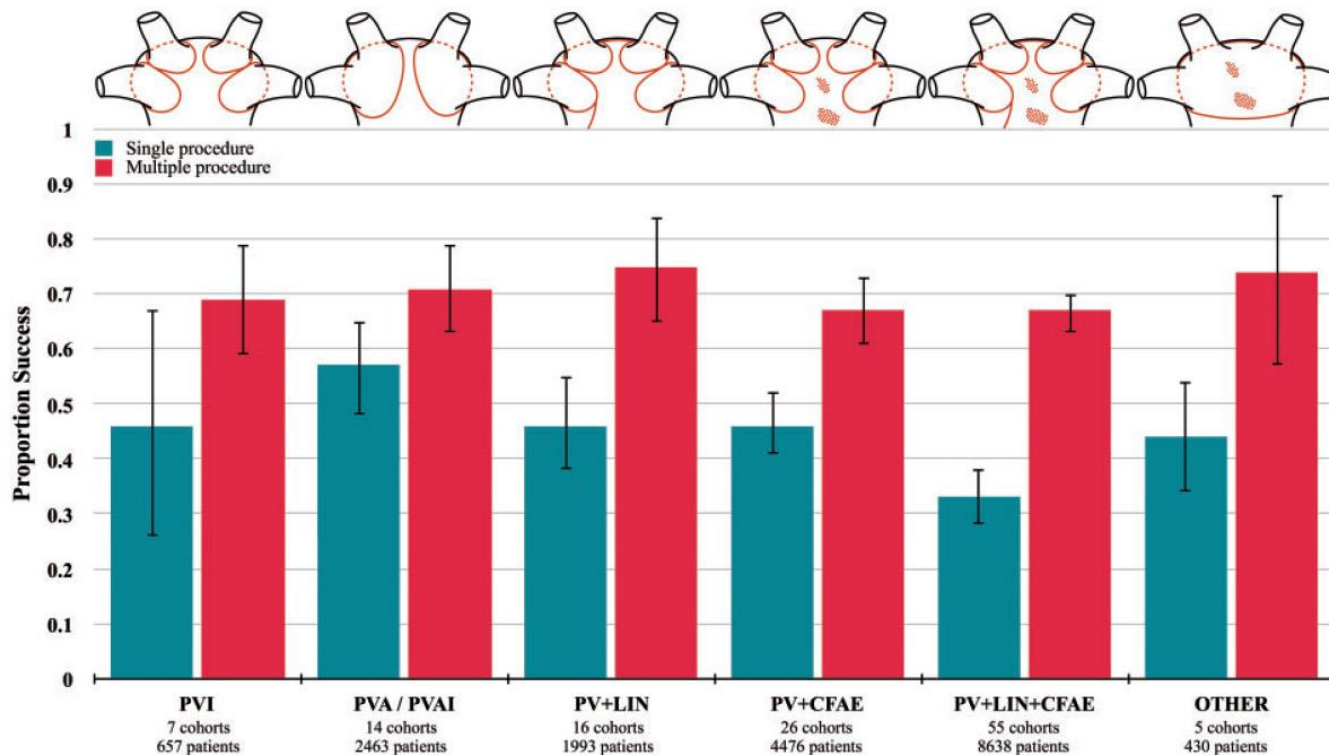 1
Single procedure
Multiple procedure
0.9
0.8
0.7
0.6
0.5
0.4
0.3
0.2
0.1
0
Proportion Success
PVI
7 cohorts
657 patients
PVA / PVAI
14 cohorts
2463 patients
PV+LIN
16 cohorts
1993 patients
PV+CFAE
26 cohorts
4476 patients
PV+LIN+CFAE
55 cohorts
8638 patients
OTHER
5 cohorts
430 patients